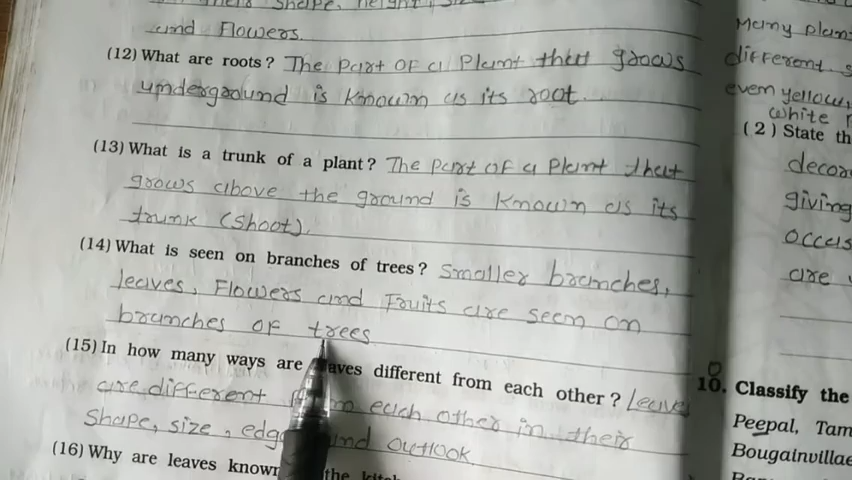 and Flowers
(12) What are roots? The part of a plant that grows
underground is known as its root.
(13) What is a trunk of a plant? The part of a plant that
grows above the ground is known as its
trunk (shoot).
(14) What is seen on branches of trees? Smaller branches,
leaves, Flowers and Fruits are seen on
branches of trees
(15) In how many ways are different from each other? Leaves
are different each other in their
shape, size, and outlook
(16) Why are leaves known the
Many
different
even yellow,
white
(2) State th
decor
giving
occas
are
10. Classify the
Peepal, Tam
Bougainvillae